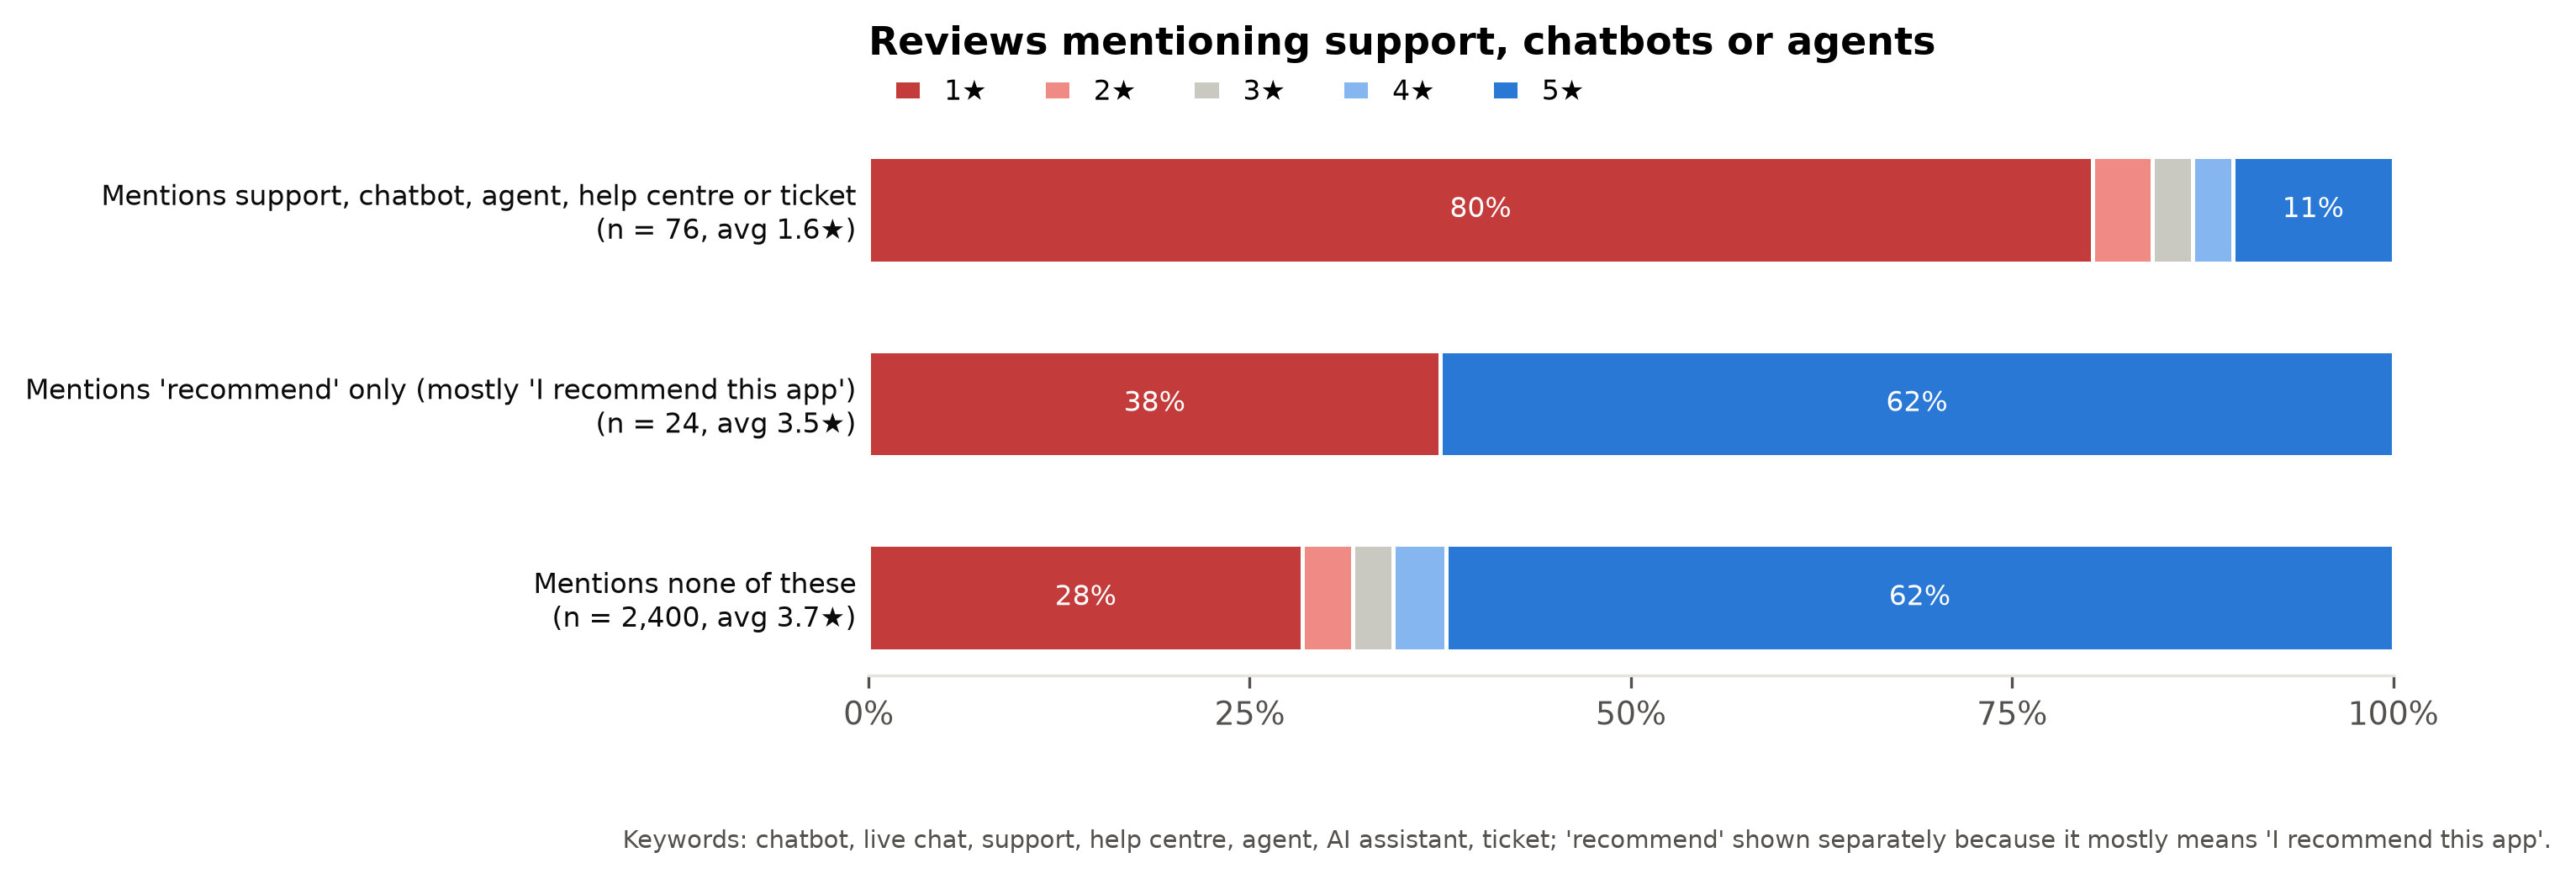 Reviews mentioning support, chatbots or agents
1★ 2★ 3★ 4★ 5★
Mentions support, chatbot, agent, help centre or ticket
(n = 76, avg 1.6★)
80% 11%
Mentions 'recommend' only (mostly 'I recommend this app')
(n = 24, avg 3.5★)
38% 62%
Mentions none of these
(n = 2,400, avg 3.7★)
28% 62%
0% 25% 50% 75% 100%
Keywords: chatbot, live chat, support, help centre, agent, AI assistant, ticket; 'recommend' shown separately because it mostly means 'I recommend this app'.